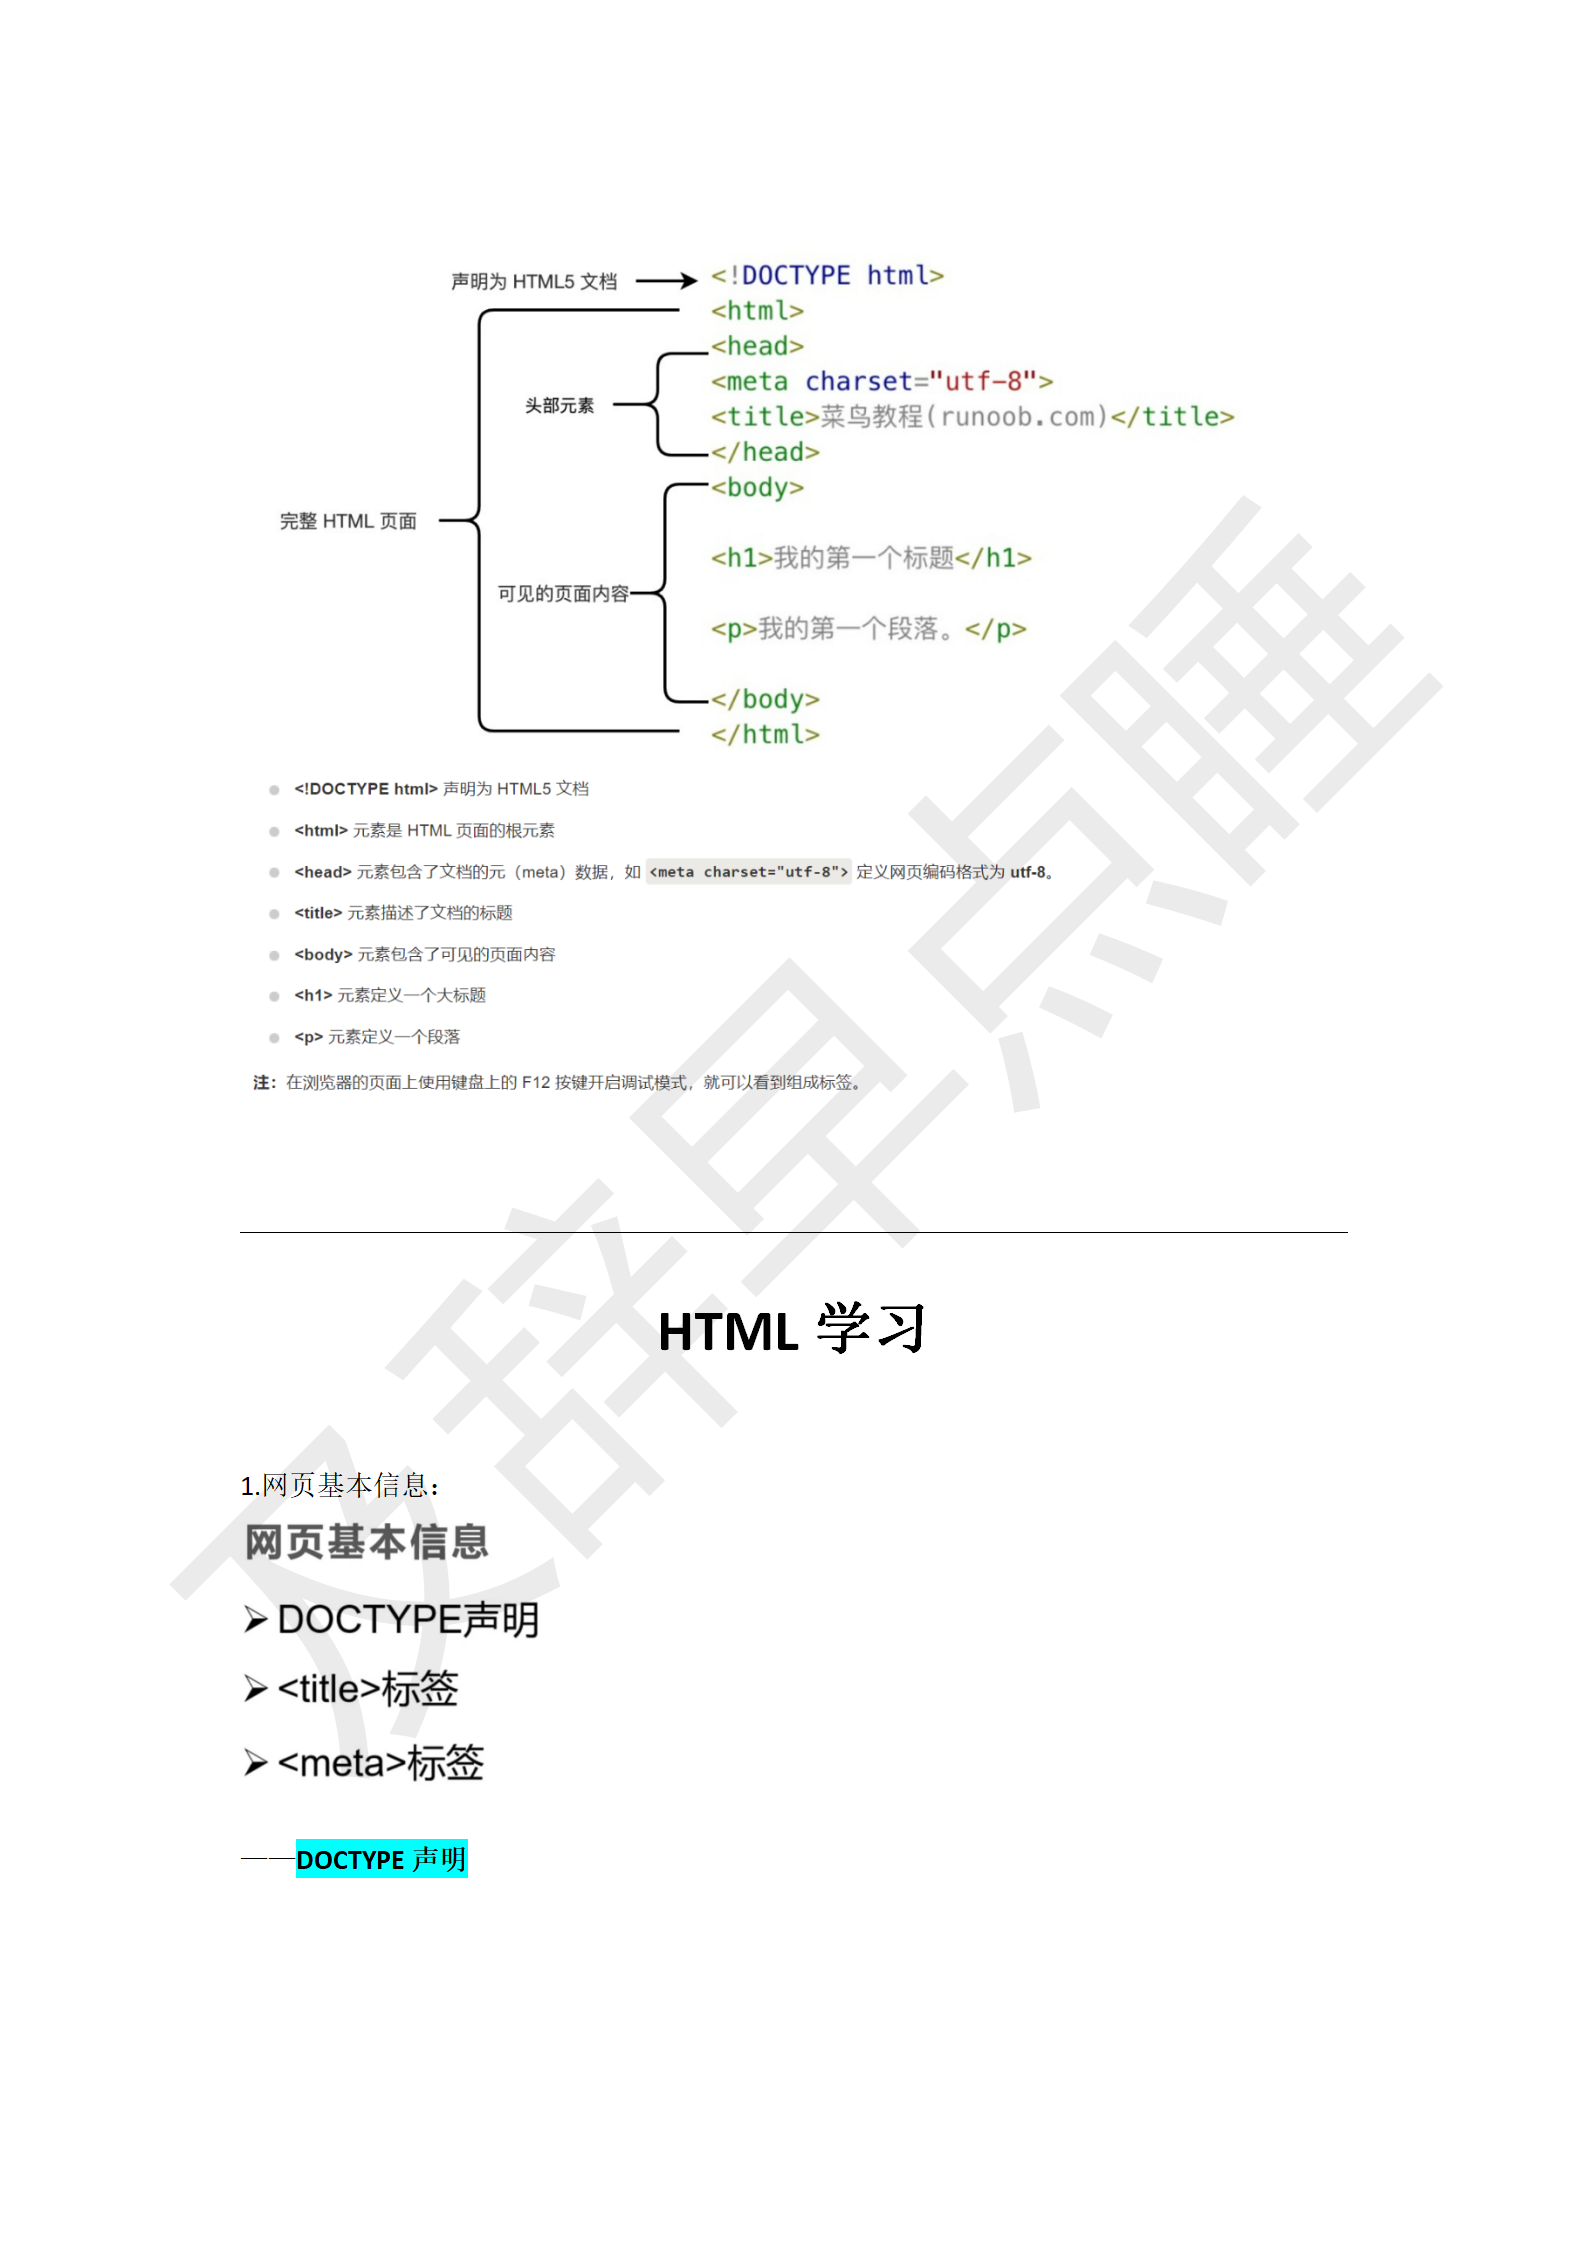 声明为 HTML5 文档
<!DOCTYPE html>
<html>
<head>
<meta charset="utf-8">
头部元素
<title>菜鸟教程(runoob.com)</title>
</head>
<body>
完整 HTML 页面
<h1>我的第一个标题</h1>
可见的页面内容
<p>我的第一个段落。</p>
</body>
</html>
<!DOCTYPE html> 声明为 HTML5 文档
<html> 元素是 HTML 页面的根元素
<head> 元素包含了文档的元（meta）数据，如 <meta charset="utf-8"> 定义网页编码格式为 utf-8。
<title> 元素描述了文档的标题
<body> 元素包含了可见的页面内容
<h1> 元素定义一个大标题
<p> 元素定义一个段落
注：在浏览器的页面上使用键盘上的 F12 按键开启调试模式，就可以看到组成标签。
HTML 学习
1.网页基本信息：
网页基本信息
➢ DOCTYPE声明
➢ <title>标签
➢ <meta>标签
——DOCTYPE 声明
及辞早点睡